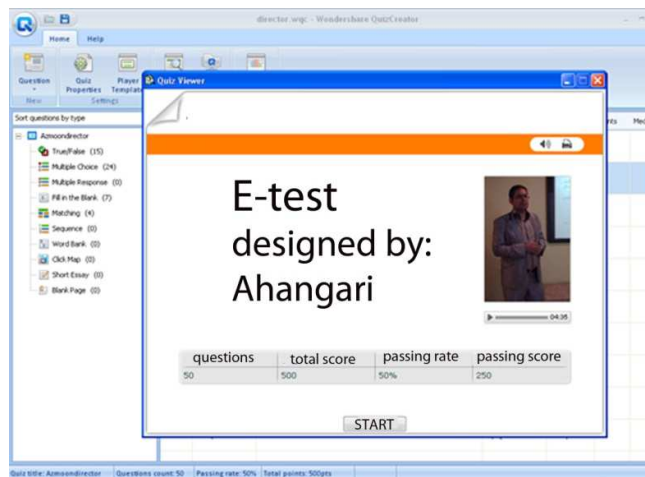 director.wqc - Wondershare QuizCreator
Home Help
Question
Quiz Properties
Player Template
New
Settings
Quiz Viewer
Sort questions by type
Azmoondirector
True/False (15)
Multiple Choice (24)
Multiple Response (0)
Fill in the Blank (7)
Matching (4)
Sequence (0)
Word Bank (0)
Click Map (0)
Short Essay (0)
Blank Page (0)
E-test
designed by:
Ahangari
04:35
questions total score passing rate passing score
50 500 50% 250
START
Quiz title: Azmoondirector Questions count: 50 Passing rate: 50% Total points: 500pts